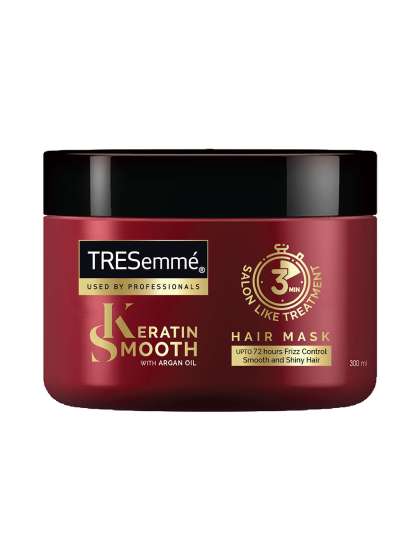 TRESemmé®
USED BY PROFESSIONALS
KERATIN
SMOOTH
WITH ARGAN OIL
3 MIN
SALON LIKE TREATMENT
HAIR MASK
UPTO 72 hours Frizz Control
Smooth and Shiny Hair
300 ml